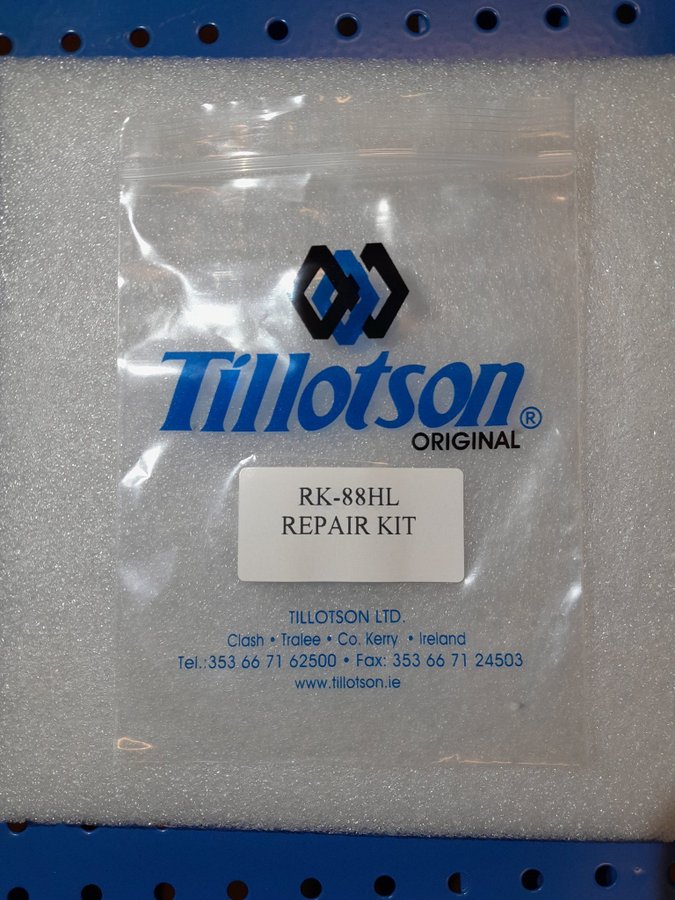 Tillotson®
ORIGINAL
RK-88HL
REPAIR KIT
TILLOTSON LTD.
Clash • Tralee • Co. Kerry • Ireland
Tel.:353 66 71 62500 • Fax: 353 66 71 24503
www.tillotson.ie